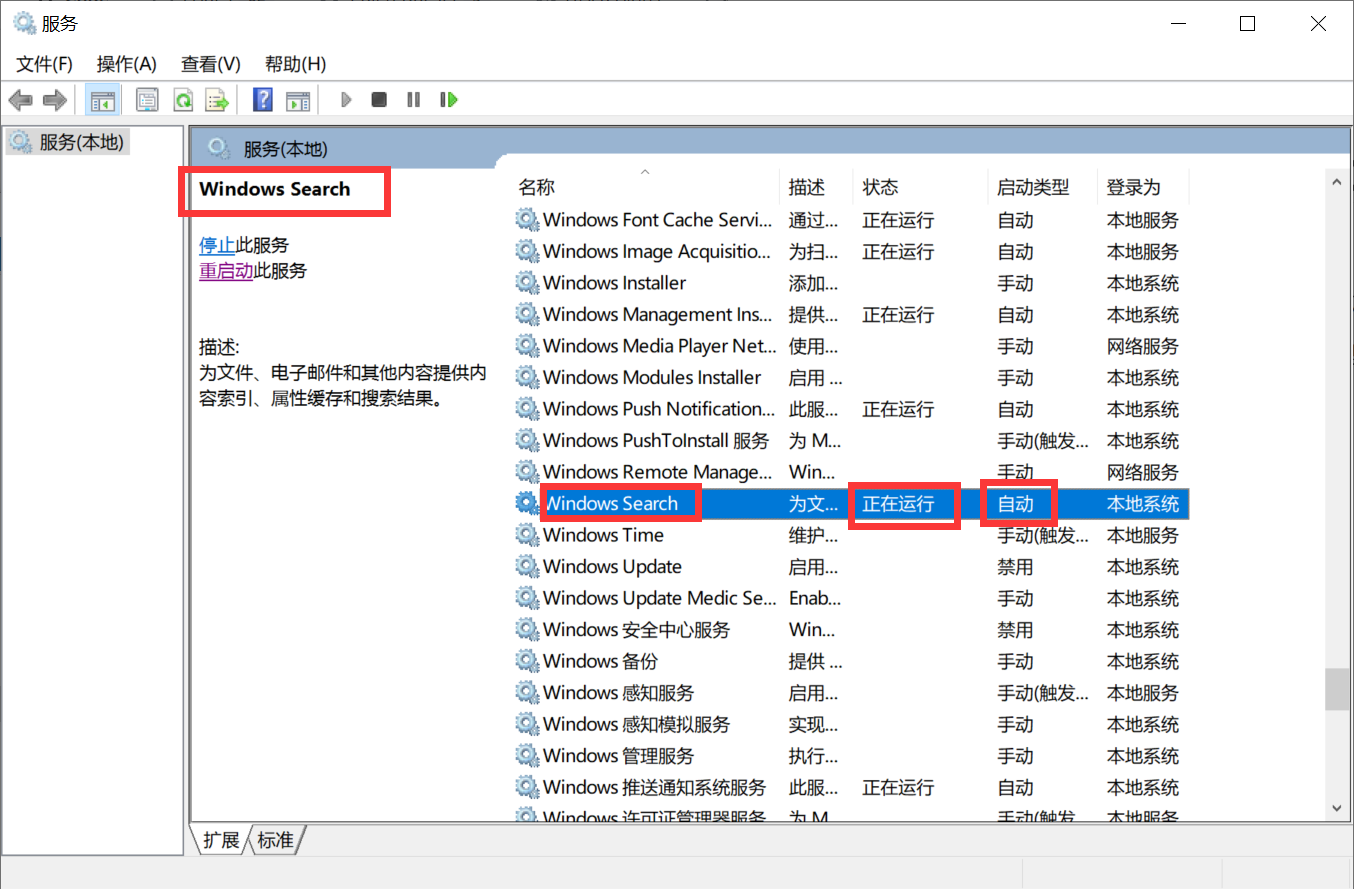 服务
文件(F) 操作(A) 查看(V) 帮助(H)
服务(本地)
服务(本地)
Windows Search
停止此服务
重启动此服务
描述:
为文件、电子邮件和其他内容提供内
容索引、属性缓存和搜索结果。
名称 描述 状态 启动类型 登录为
Windows Font Cache Servi... 通过... 正在运行 自动 本地服务
Windows Image Acquisitio... 为扫... 正在运行 自动 本地服务
Windows Installer 添加... 手动 本地系统
Windows Management Ins... 提供... 正在运行 自动 本地系统
Windows Media Player Net... 使用... 手动 网络服务
Windows Modules Installer 启用 ... 手动 本地系统
Windows Push Notification... 此服... 正在运行 自动 本地系统
Windows PushToInstall 服务 为 M... 手动(触发... 本地系统
Windows Remote Manage... Win... 手动 网络服务
Windows Search 为文... 正在运行 自动 本地系统
Windows Time 维护... 手动(触发... 本地服务
Windows Update 启用... 禁用 本地系统
Windows Update Medic Se... Enab... 手动 本地系统
Windows 安全中心服务 Win... 禁用 本地系统
Windows 备份 提供 ... 手动 本地系统
Windows 感知服务 启用... 手动(触发... 本地服务
Windows 感知模拟服务 实现... 手动 本地系统
Windows 管理服务 执行... 手动 本地系统
Windows 推送通知系统服务 此服... 正在运行 自动 本地系统
Windows 许可证管理器服务 为 M... 手动(触发... 本地服务
扩展 标准